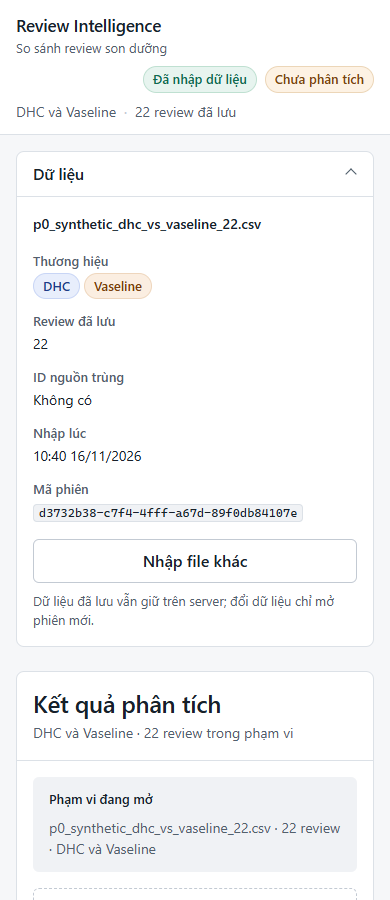 Review Intelligence
So sánh review son dưỡng
Đã nhập dữ liệu
Chưa phân tích
DHC và Vaseline · 22 review đã lưu
Dữ liệu
p0_synthetic_dhc_vs_vaseline_22.csv
Thương hiệu
DHC
Vaseline
Review đã lưu
22
ID nguồn trùng
Không có
Nhập lúc
10:40 16/11/2026
Mã phiên
d3732b38-c7f4-4fff-a67d-89f0db84107e
Nhập file khác
Dữ liệu đã lưu vẫn giữ trên server; đổi dữ liệu chỉ mở
phiên mới.
Kết quả phân tích
DHC và Vaseline · 22 review trong phạm vi
Phạm vi đang mở
p0_synthetic_dhc_vs_vaseline_22.csv · 22 review
· DHC và Vaseline